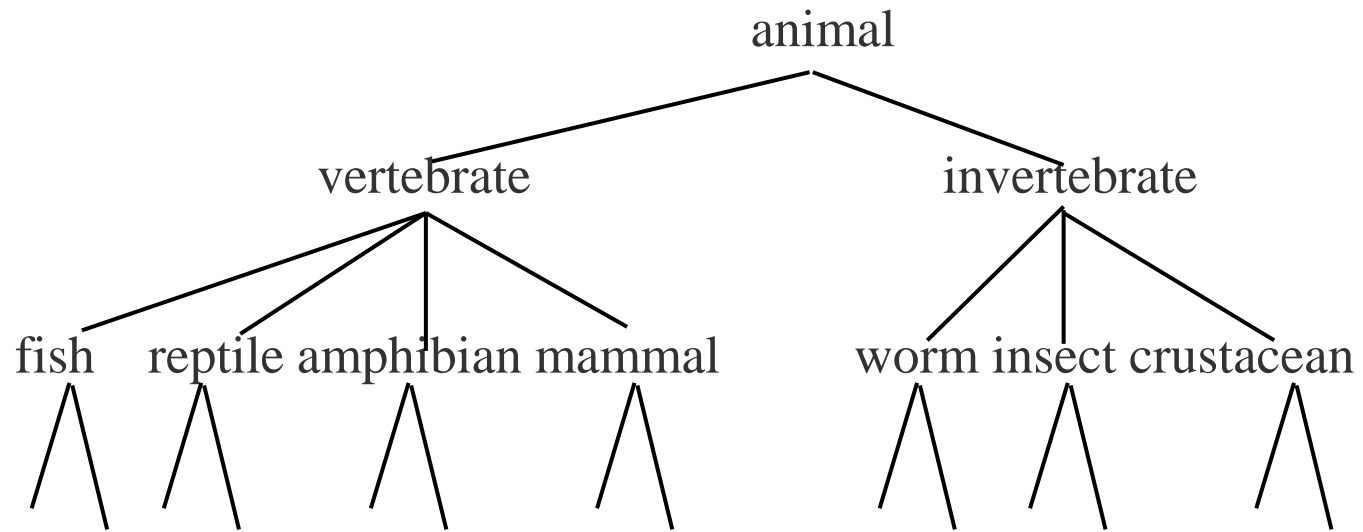 animal
vertebrate invertebrate
fish reptile amphibian mammal worm insect crustacean